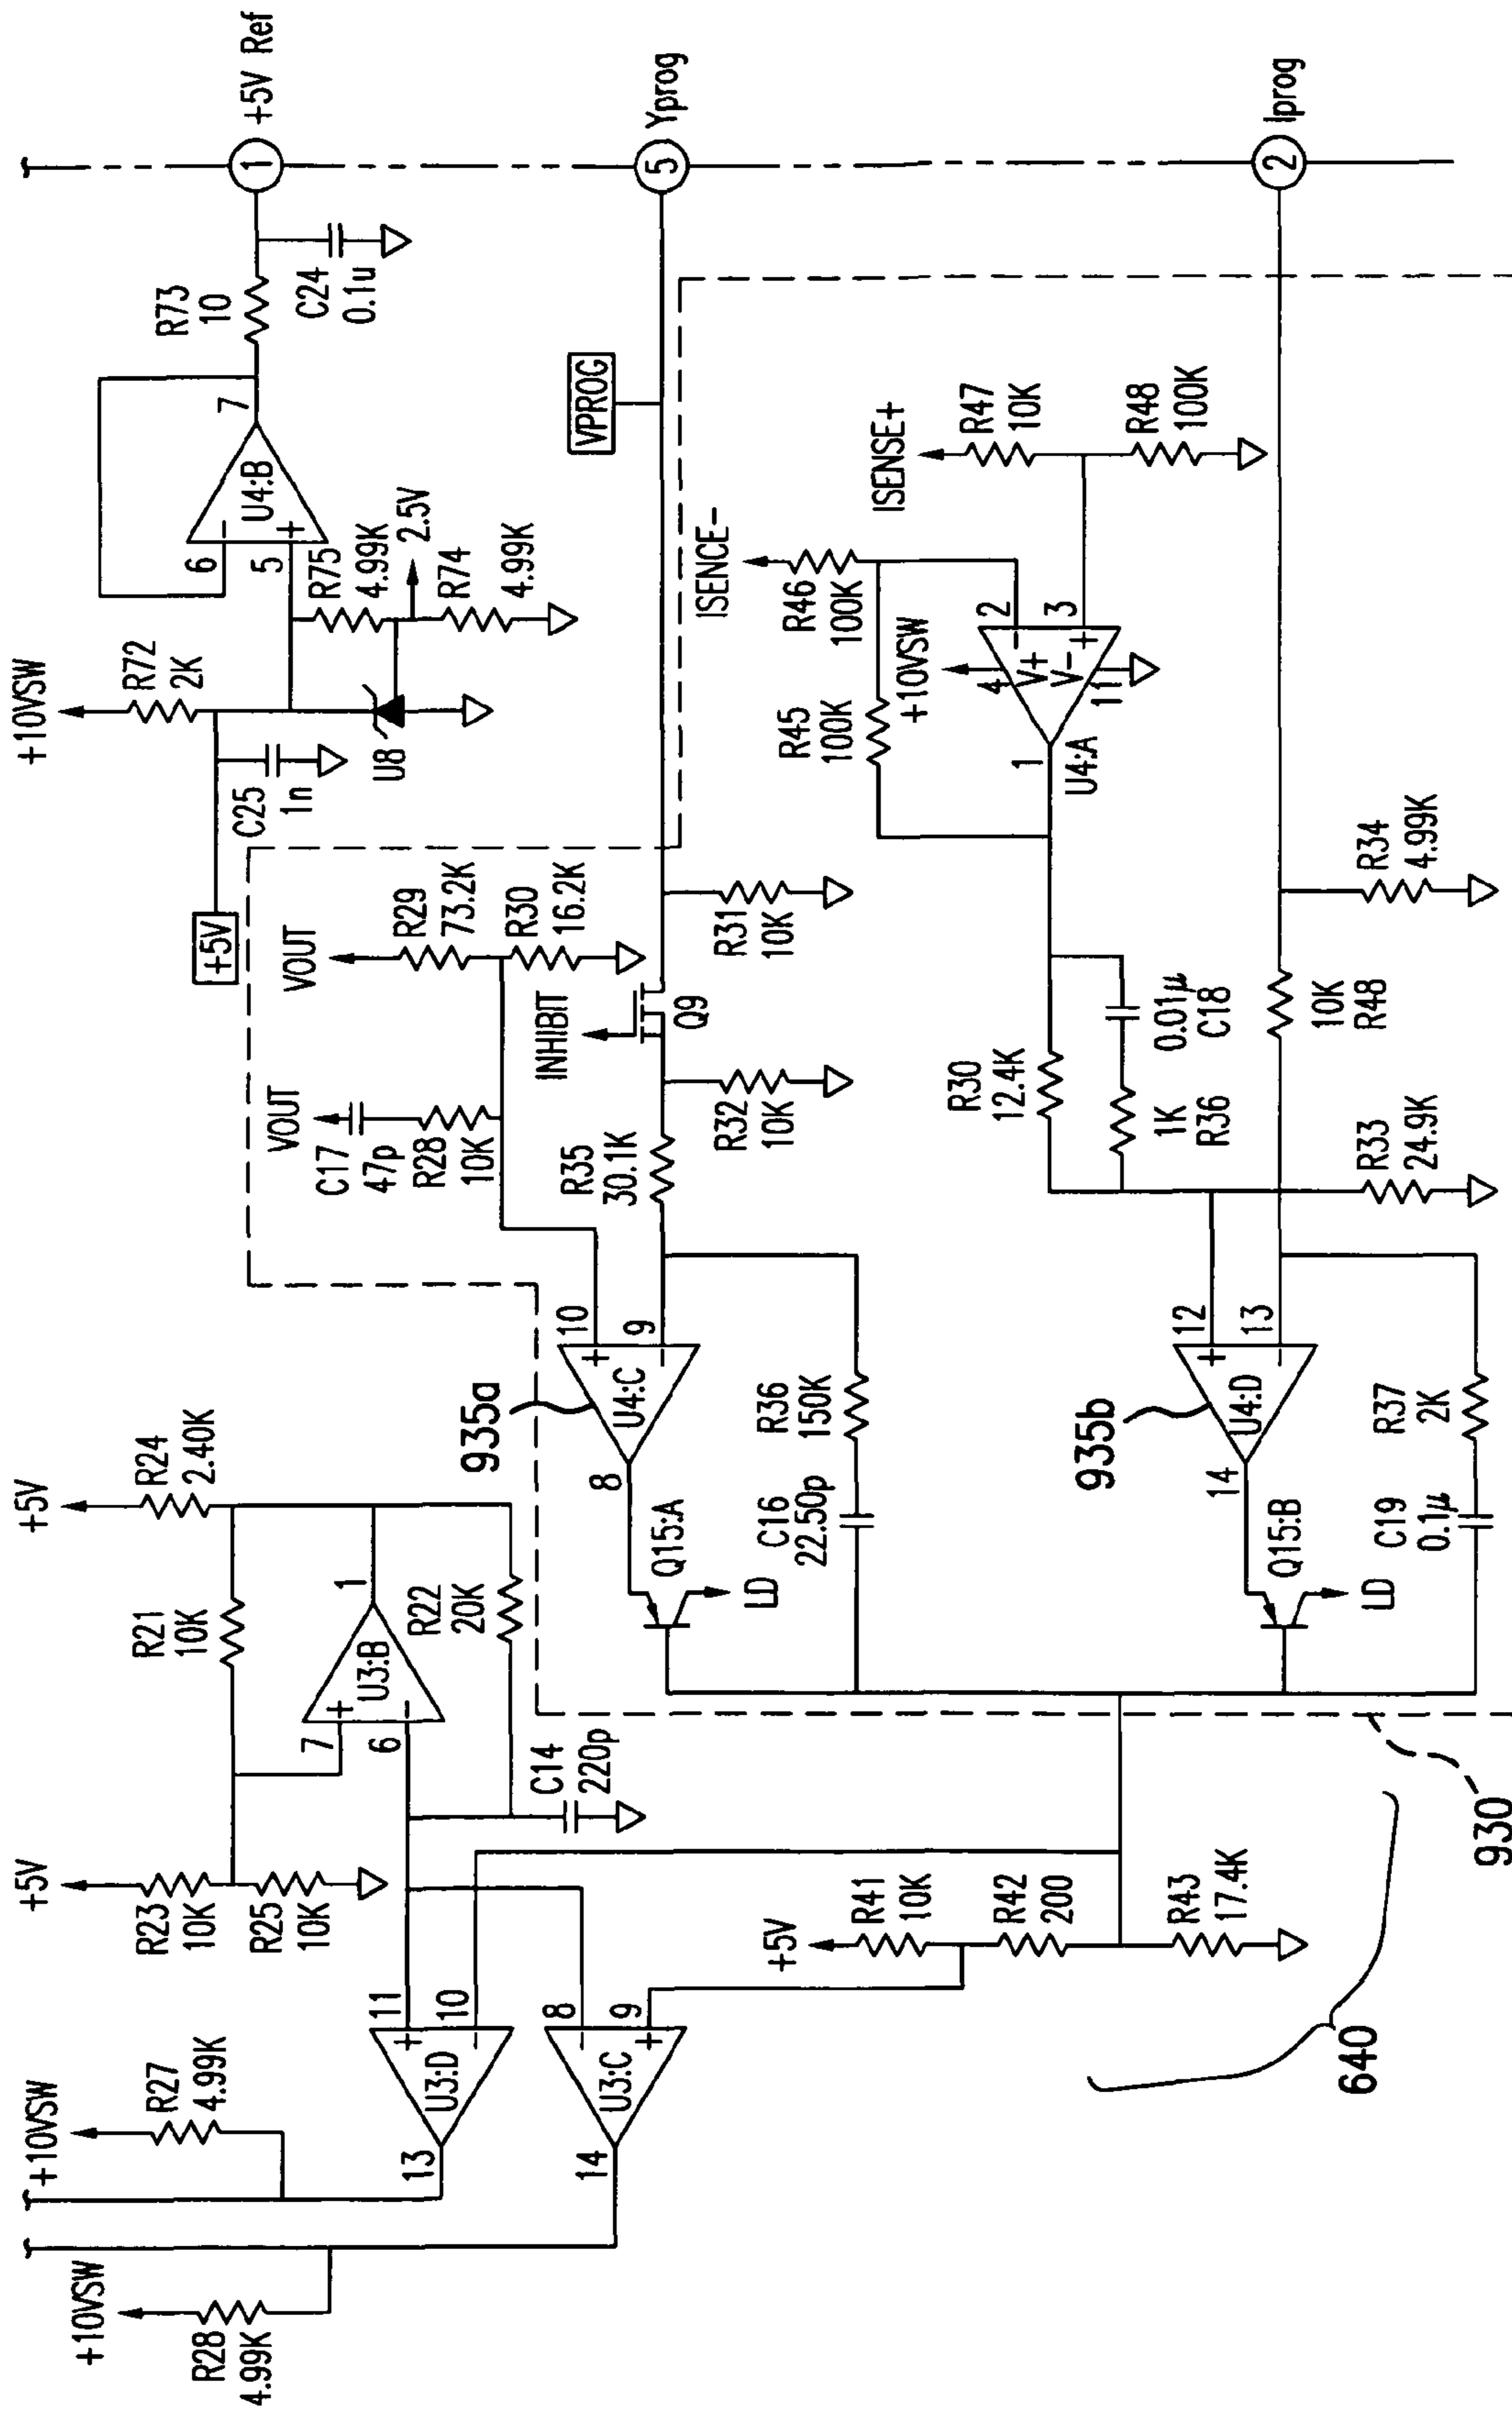 +10VSW
R28
4.99K
+10VSW
R27
4.99K
13
14
U3:D
+
-
11
10
U3:C
-
+
8
9
+5V
R23
10K
R25
10K
+5V
R24
2.40K
R21
10K
U3:B
+
-
7
6
1
R22
20K
C14
220p
+5V
R41
10K
R42
200
R43
17.4K
640
930
+10VSW
R72
2K
+5V
C25
1n
U8
R75
4.99K
2.5V
R74
4.99K
6
5
-
+
U4:B
7
R73
10
C24
0.1u
1
+5V Ref
VOUT
C17
47p
R28
10K
VOUT
R29
73.2K
R30
16.2K
INHIBIT
Q9
R31
10K
R32
10K
R35
30.1K
VPROG
5
Yprog
935a
U4:C
+
-
10
9
8
Q15:A
LD
C16
22.50p
R36
150K
ISENCE-
R46
100K
R45
100K
+10VSW
4
V+
V-
11
-
+
2
3
1
U4:A
ISENSE+
R47
10K
R48
100K
R30
12.4K
0.01µ
C18
1K
R36
R33
24.9K
10K
R48
R34
4.99K
2
Iprog
935b
U4:D
+
-
12
13
14
Q15:B
LD
C19
0.1µ
R37
2K